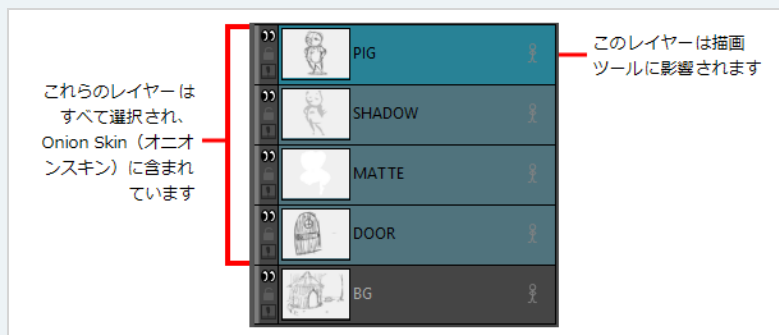 これらのレイヤーは
すべて選択され、
Onion Skin（オニオ
ンスキン）に含まれ
ています
PIG
SHADOW
MATTE
DOOR
BG
このレイヤーは描画
ツールに影響されます